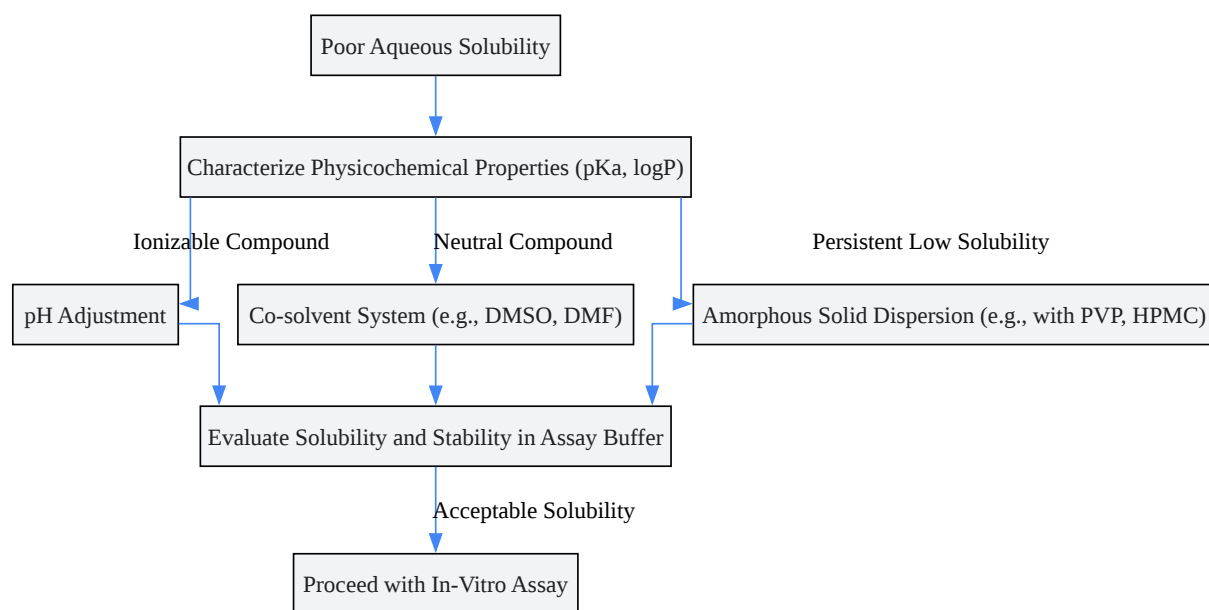 Poor Aqueous Solubility
Characterize Physicochemical Properties (pKa, logP)
Ionizable Compound
Neutral Compound
Persistent Low Solubility
pH Adjustment
Co-solvent System (e.g., DMSO, DMF)
Amorphous Solid Dispersion (e.g., with PVP, HPMC)
Evaluate Solubility and Stability in Assay Buffer
Acceptable Solubility
Proceed with In-Vitro Assay